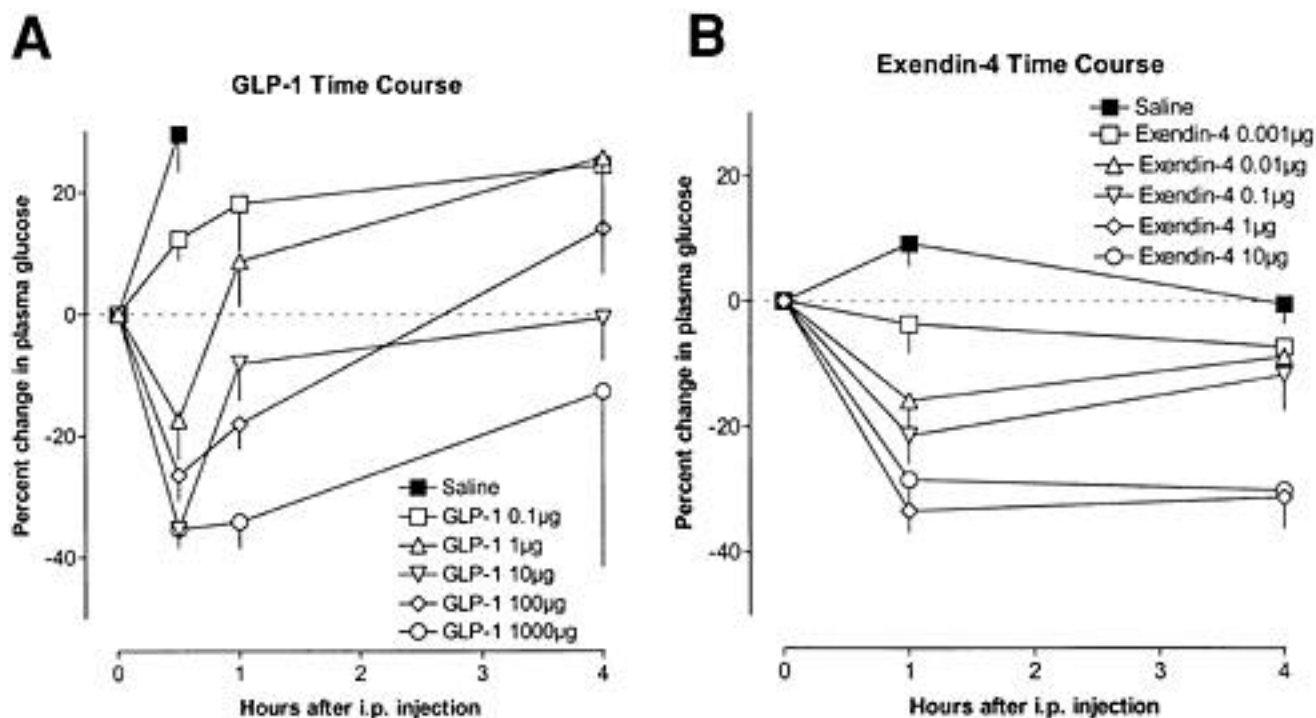 A
GLP-1 Time Course
Percent change in plasma glucose
20
0
-20
-40
Saline
GLP-1 0.1µg
GLP-1 1µg
GLP-1 10µg
GLP-1 100µg
GLP-1 1000µg
0 1 2 3 4
Hours after i.p. injection
B
Exendin-4 Time Course
Percent change in plasma glucose
20
0
-20
-40
Saline
Exendin-4 0.001µg
Exendin-4 0.01µg
Exendin-4 0.1µg
Exendin-4 1µg
Exendin-4 10µg
0 1 2 3 4
Hours after i.p. injection